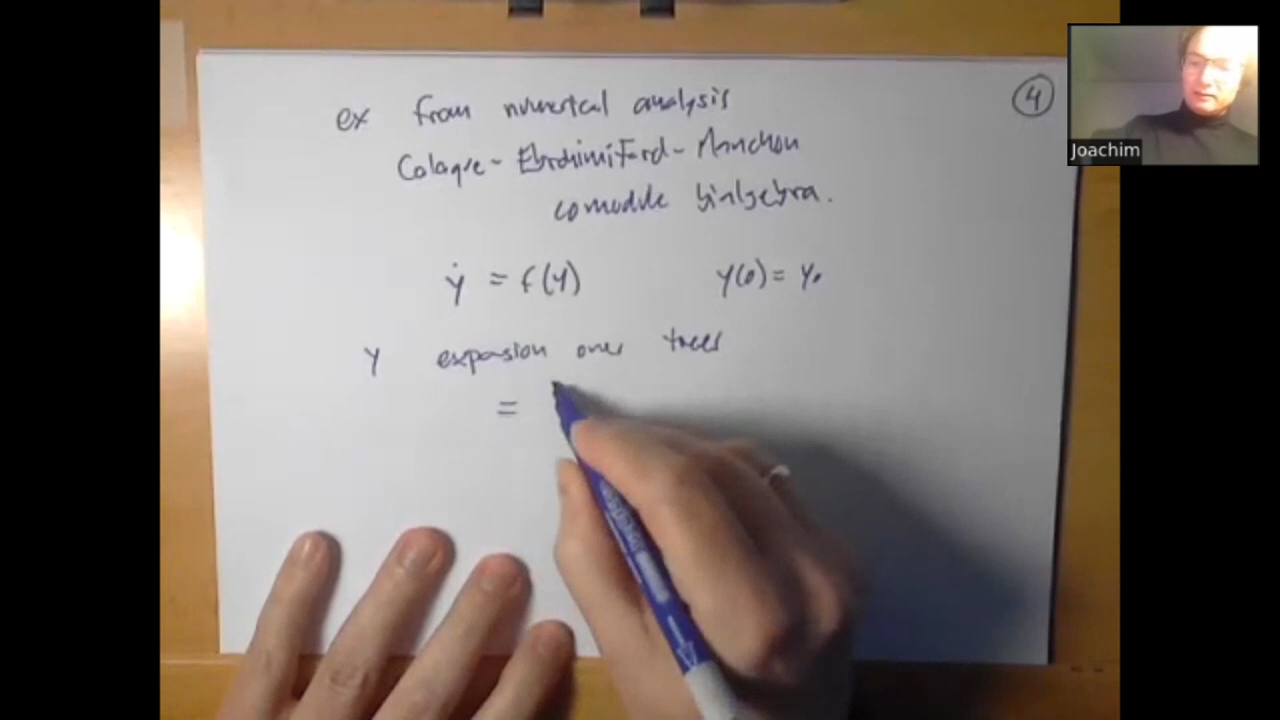 ex from numerical analysis
4
Calaque - Ebrahimi Fard - Manchon
comodule bialgebra.
ẏ = f(y) y(0) = y₀
y expansion over trees
=
Joachim